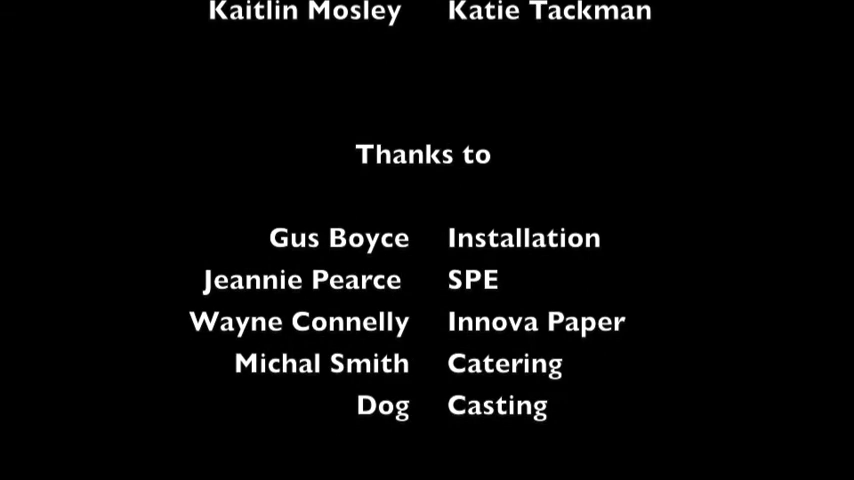 Kaitlin Mosley Katie Tackman
Thanks to
Gus Boyce Installation
Jeannie Pearce SPE
Wayne Connelly Innova Paper
Michal Smith Catering
Dog Casting